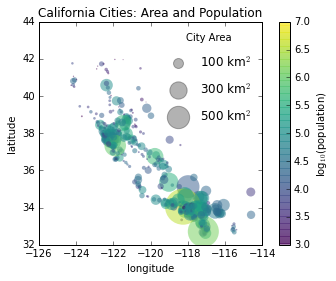 California Cities: Area and Population
City Area
100 km²
300 km²
500 km²
latitude
44
42
40
38
36
34
32
−126 −124 −122 −120 −118 −116 −114
longitude
7.0
6.5
6.0
5.5
5.0
4.5
4.0
3.5
3.0
log₁₀(population)